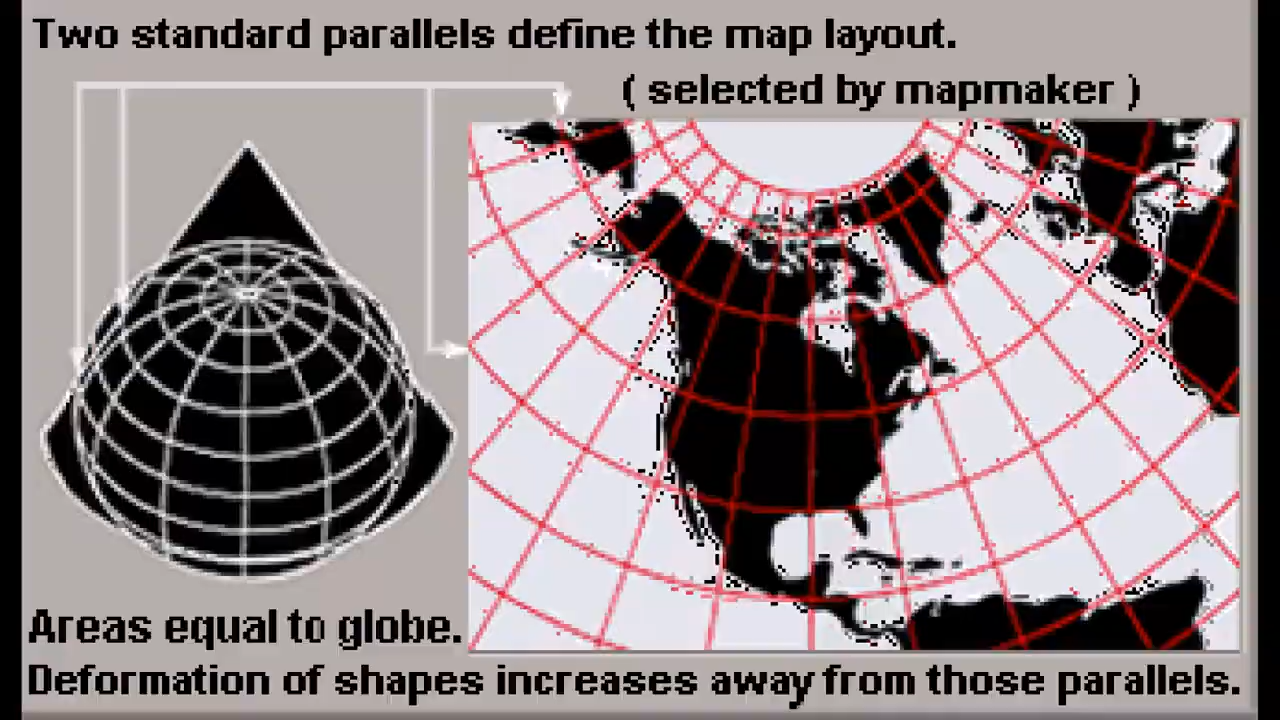 Two standard parallels define the map layout.
( selected by mapmaker )
Areas equal to globe.
Deformation of shapes increases away from those parallels.